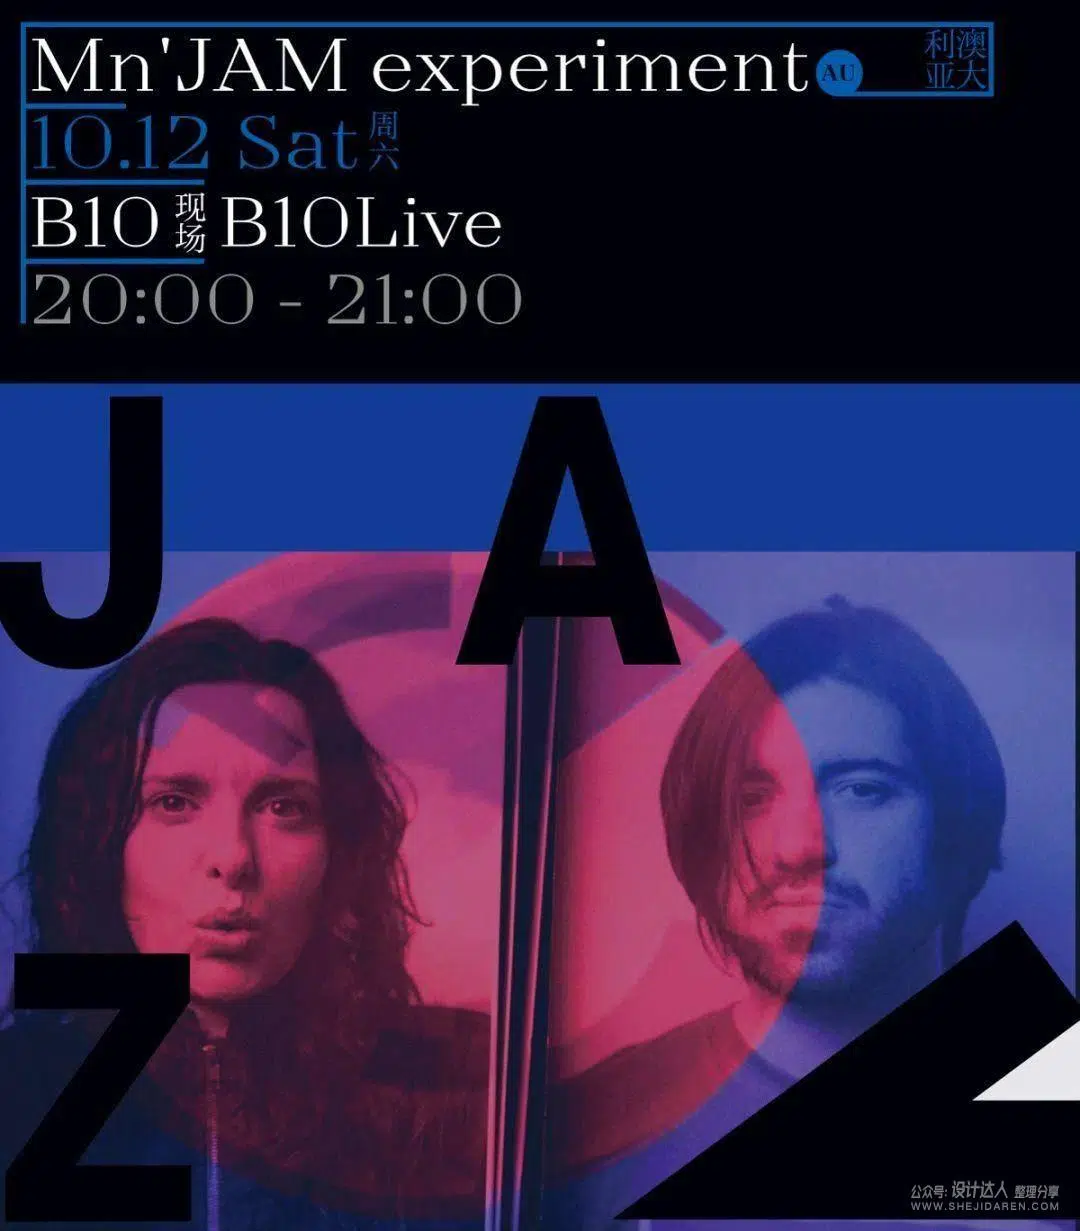 Mn'JAM experiment AU 澳大利亚
10.12 Sat 周六
B10 现场 B10Live
20:00 - 21:00
J A
Z Z
公众号: 设计达人 整理分享
WWW.SHEJIDAREN.COM